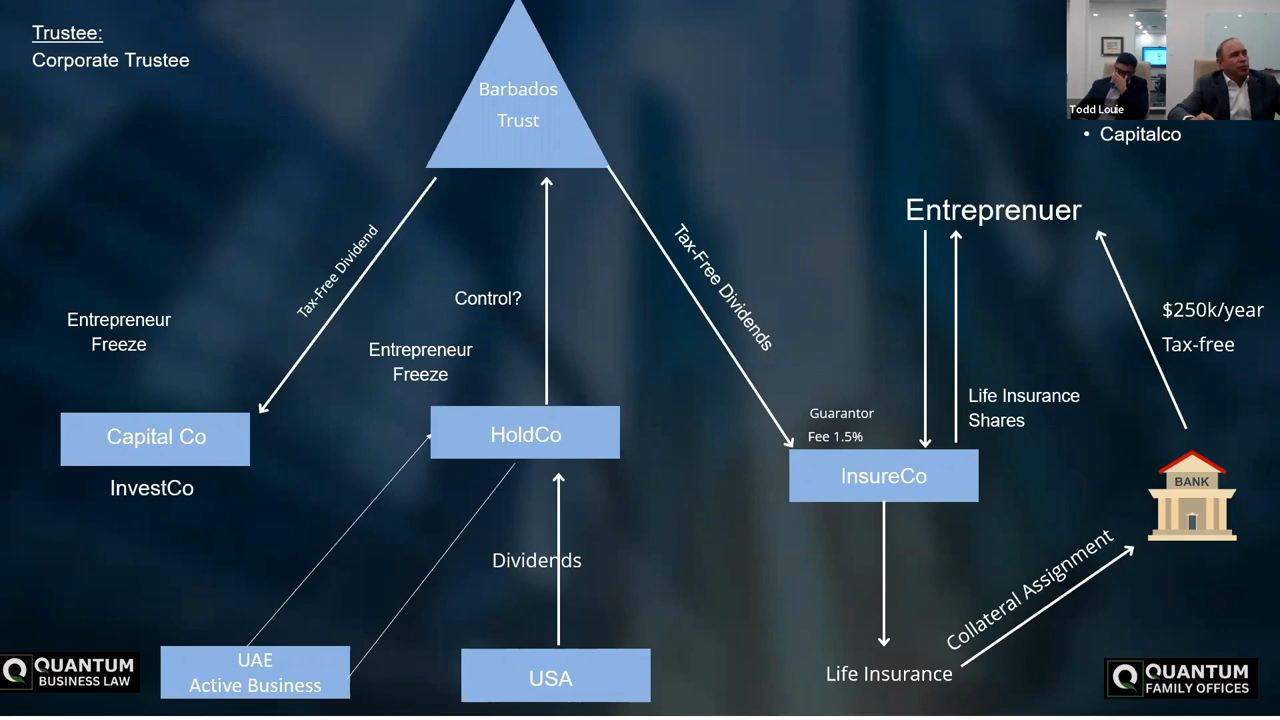 Trustee:
Corporate Trustee
Barbados
Trust
Todd Louie
• Capitalco
Entreprenuer
Tax-Free Dividend
Tax-Free Dividends
Control?
$250k/year
Tax-free
Entrepreneur
Freeze
Entrepreneur
Freeze
Life Insurance
Shares
Guarantor
Fee 1.5%
Capital Co
HoldCo
InsureCo
BANK
InvestCo
Dividends
Collateral Assignment
UAE
Active Business
USA
Life Insurance
QUANTUM
BUSINESS LAW
QUANTUM
FAMILY OFFICES